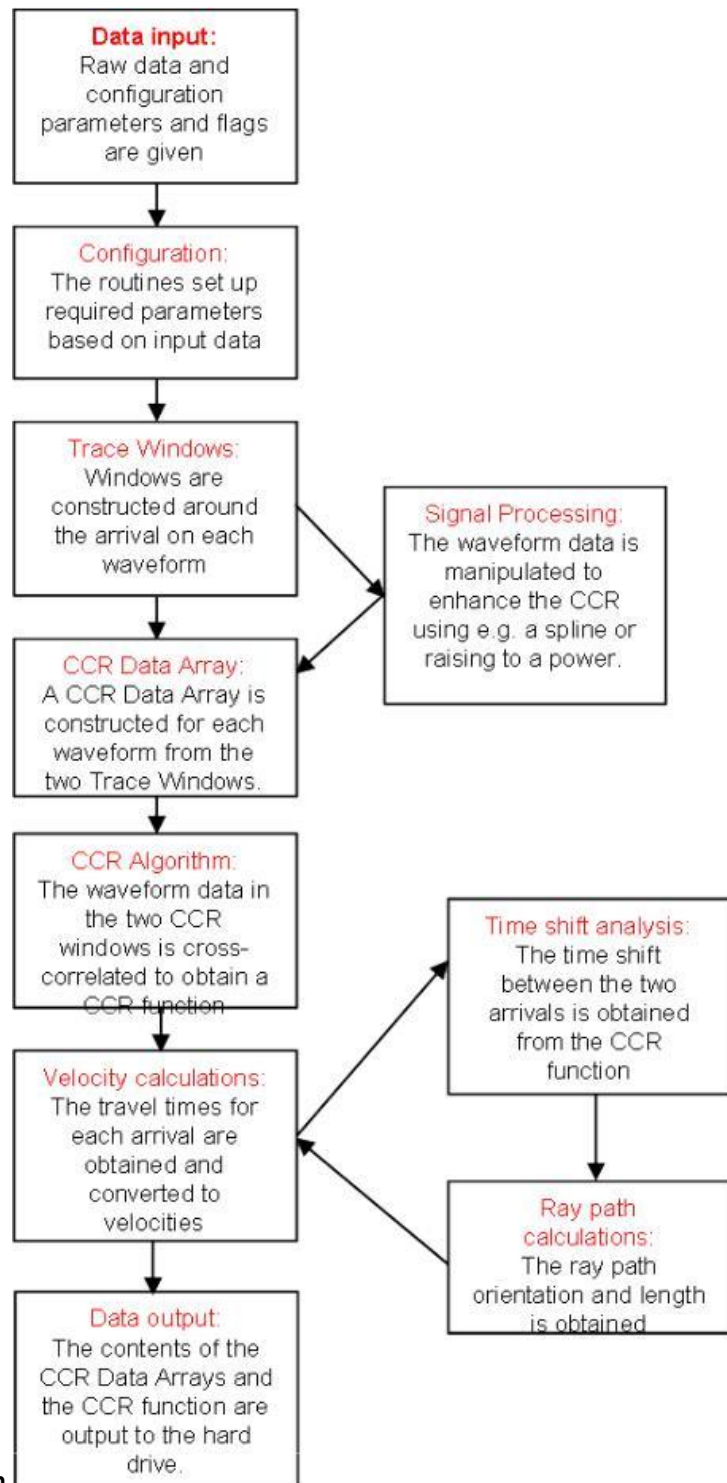 Data input:
Raw data and
configuration
parameters and flags
are given
Configuration:
The routines set up
required parameters
based on input data
Trace Windows:
Windows are
constructed around
the arrival on each
waveform
Signal Processing:
The waveform data is
manipulated to
enhance the CCR
using e.g. a spline or
raising to a power.
CCR Data Array:
A CCR Data Array is
constructed for each
waveform from the
two Trace Windows.
CCR Algorithm:
The waveform data in
the two CCR
windows is cross-
correlated to obtain a
CCR function
Time shift analysis:
The time shift
between the two
arrivals is obtained
from the CCR
function
Velocity calculations:
The travel times for
each arrival are
obtained and
converted to
velocities
Ray path
calculations:
The ray path
orientation and length
is obtained
Data output:
The contents of the
CCR Data Arrays and
the CCR function are
output to the hard
drive.